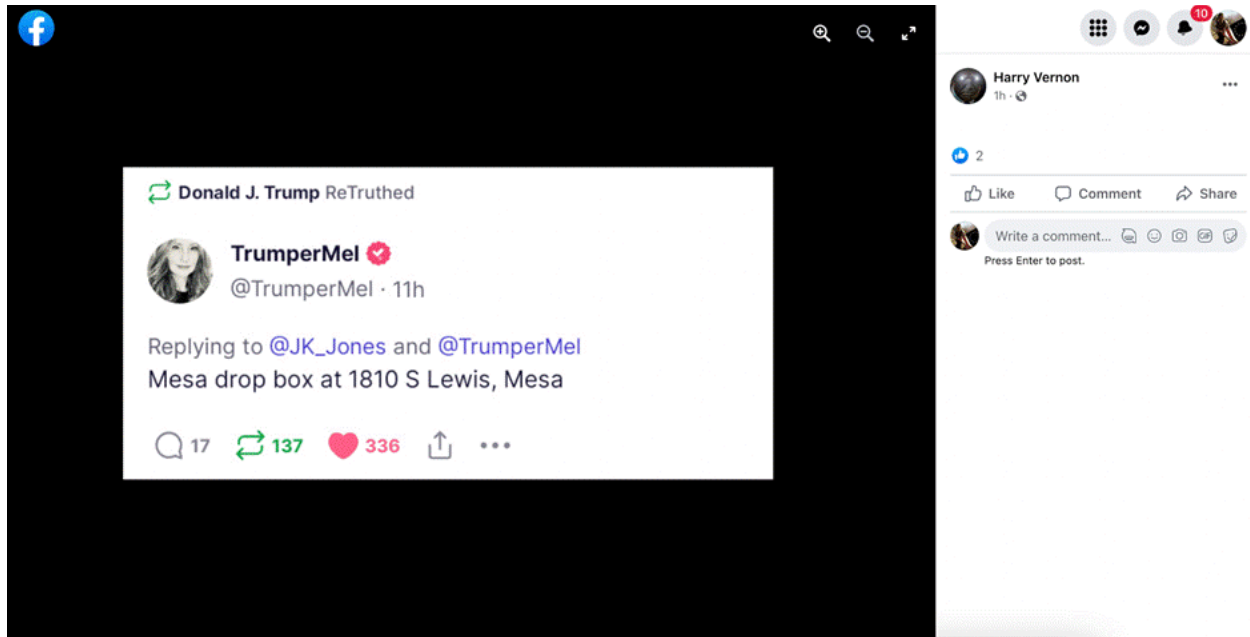 Donald J. Trump ReTruthed
TrumperMel
@TrumperMel · 11h
Replying to @JK_Jones and @TrumperMel
Mesa drop box at 1810 S Lewis, Mesa
17 137 336
10
Harry Vernon
1h ·
2
Like Comment Share
Write a comment... GIF
Press Enter to post.